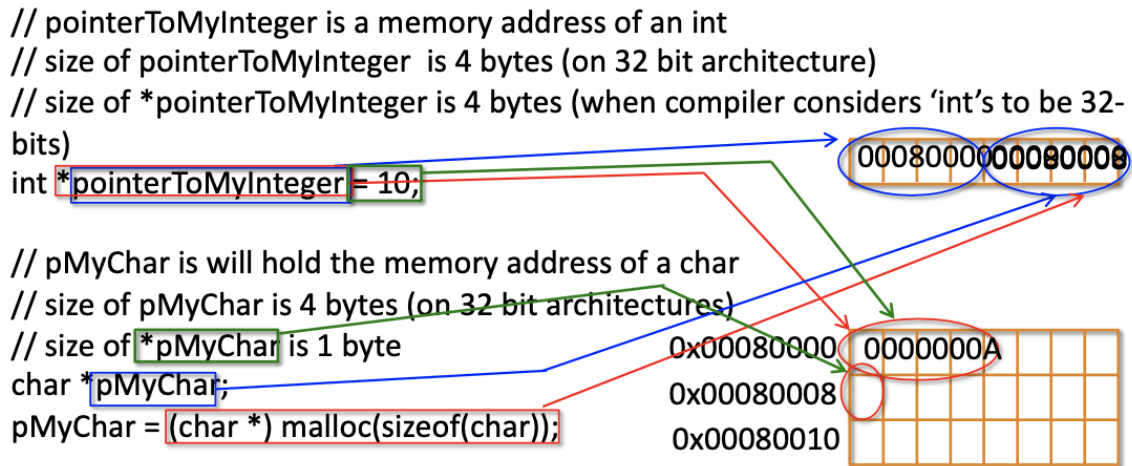 // pointerToMyInteger is a memory address of an int
// size of pointerToMyInteger is 4 bytes (on 32 bit architecture)
// size of *pointerToMyInteger is 4 bytes (when compiler considers ‘int’s to be 32-
bits)
int *pointerToMyInteger = 10;
00080000 00080008
// pMyChar is will hold the memory address of a char
// size of pMyChar is 4 bytes (on 32 bit architectures)
// size of *pMyChar is 1 byte
char *pMyChar;
pMyChar = (char *) malloc(sizeof(char));
0x00080000 0000000A
0x00080008
0x00080010